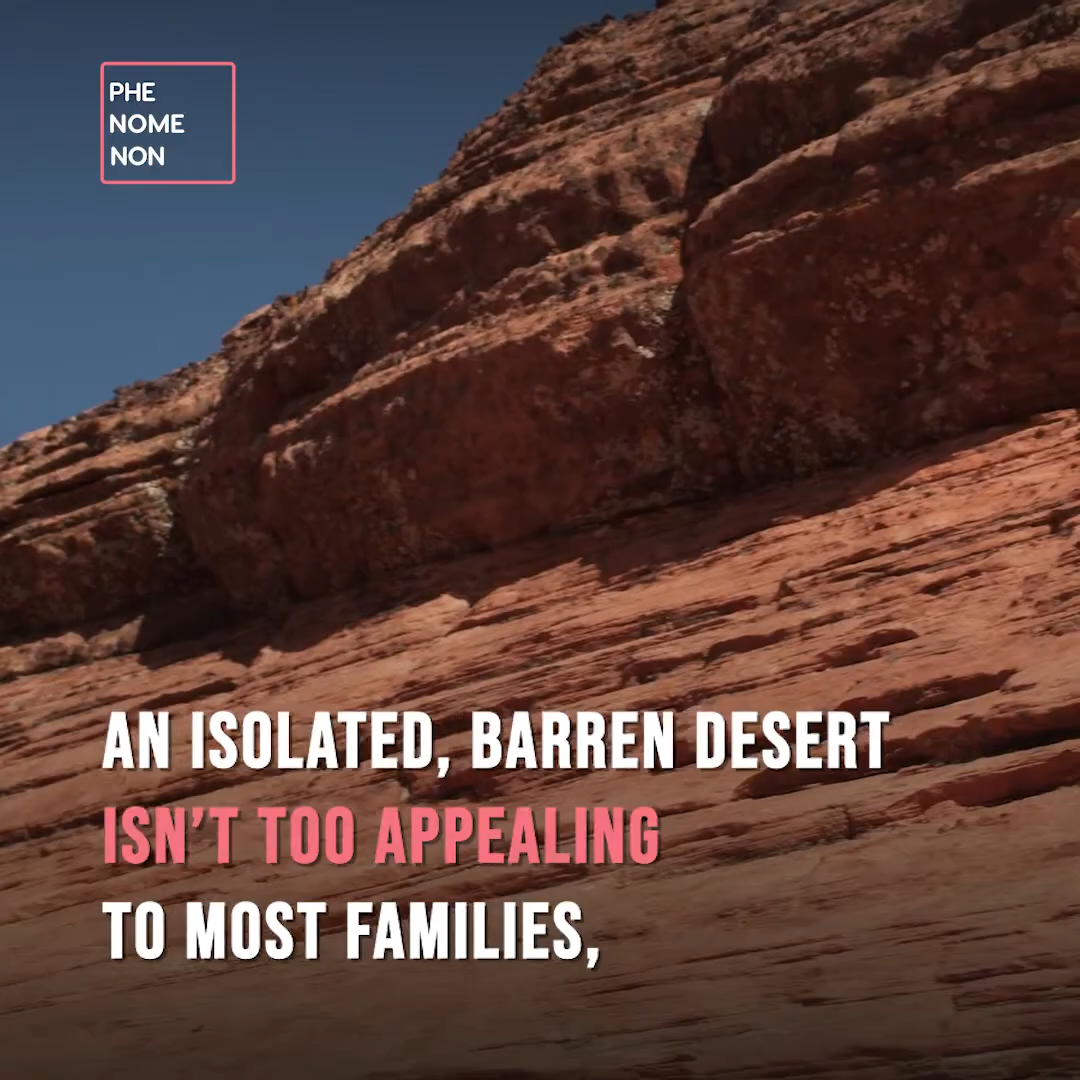 PHE
NOME
NON
AN ISOLATED, BARREN DESERT
ISN'T TOO APPEALING
TO MOST FAMILIES,